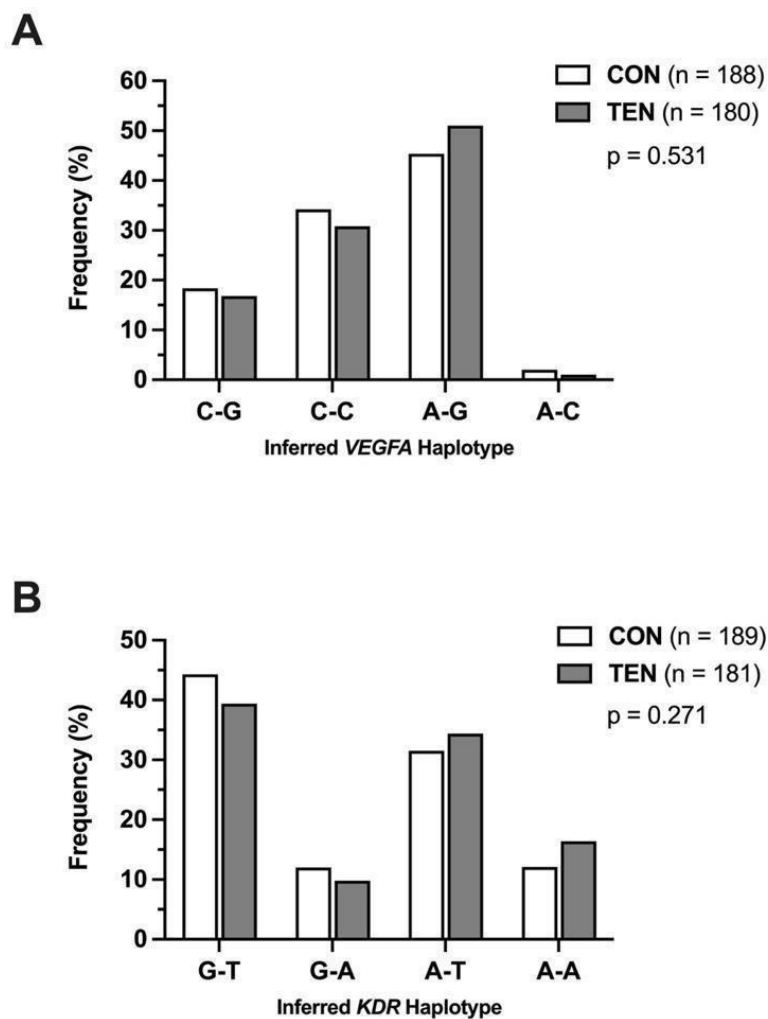 A
60
50
40
30
20
10
0
Frequency (%)
C-G C-C A-G A-C
Inferred VEGFA Haplotype
CON (n = 188)
TEN (n = 180)
p = 0.531
B
50
40
30
20
10
0
Frequency (%)
G-T G-A A-T A-A
Inferred KDR Haplotype
CON (n = 189)
TEN (n = 181)
p = 0.271